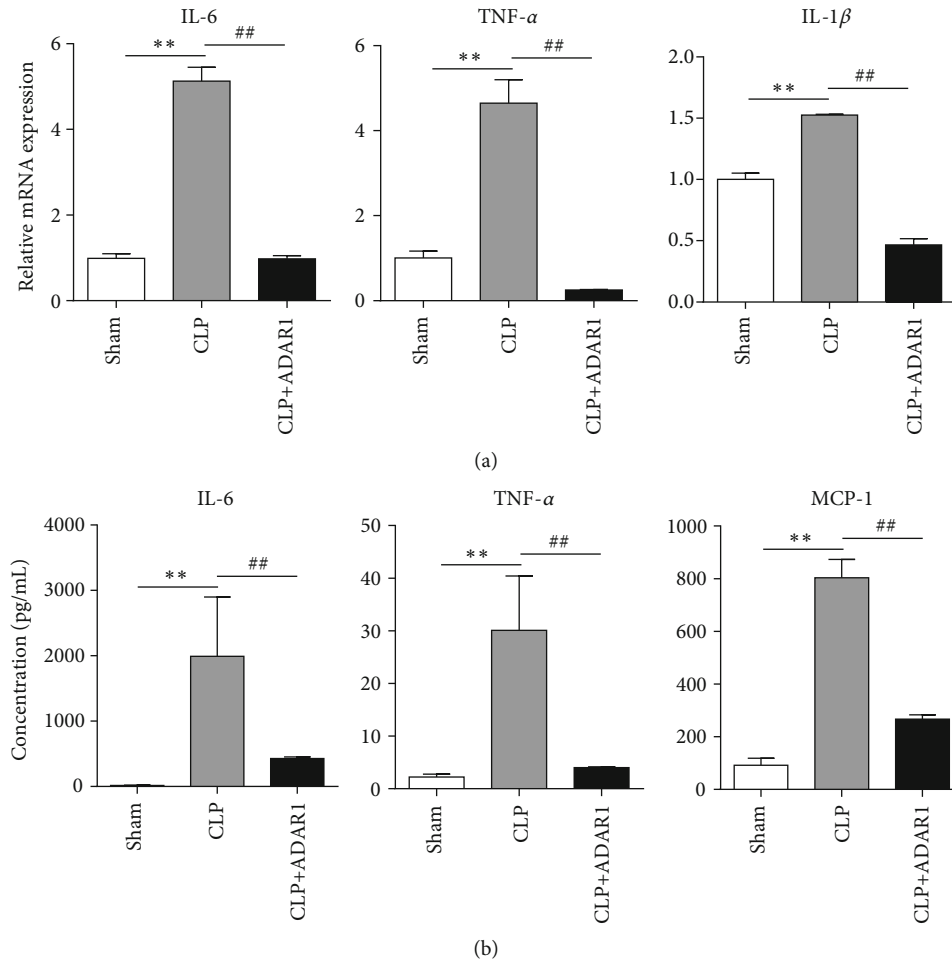 IL-6
TNF-α
IL-1β
Relative mRNA expression
6
4
2
0
** ##
Sham
CLP
CLP+ADAR1
6
4
2
0
** ##
Sham
CLP
CLP+ADAR1
2.0
1.5
1.0
0.5
0.0
** ##
Sham
CLP
CLP+ADAR1
(a)
IL-6
TNF-α
MCP-1
Concentration (pg/mL)
4000
3000
2000
1000
0
** ##
Sham
CLP
CLP+ADAR1
50
40
30
20
10
0
** ##
Sham
CLP
CLP+ADAR1
1000
800
600
400
200
0
** ##
Sham
CLP
CLP+ADAR1
(b)